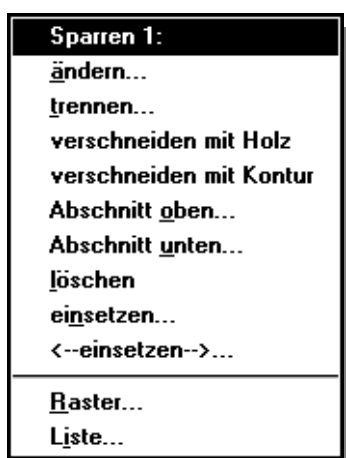 Sparren 1:
ändern...
trennen...
verschneiden mit Holz
verschneiden mit Kontur
Abschnitt oben...
Abschnitt unten...
löschen
einsetzen...
<--einsetzen-->...
Raster...
Liste...